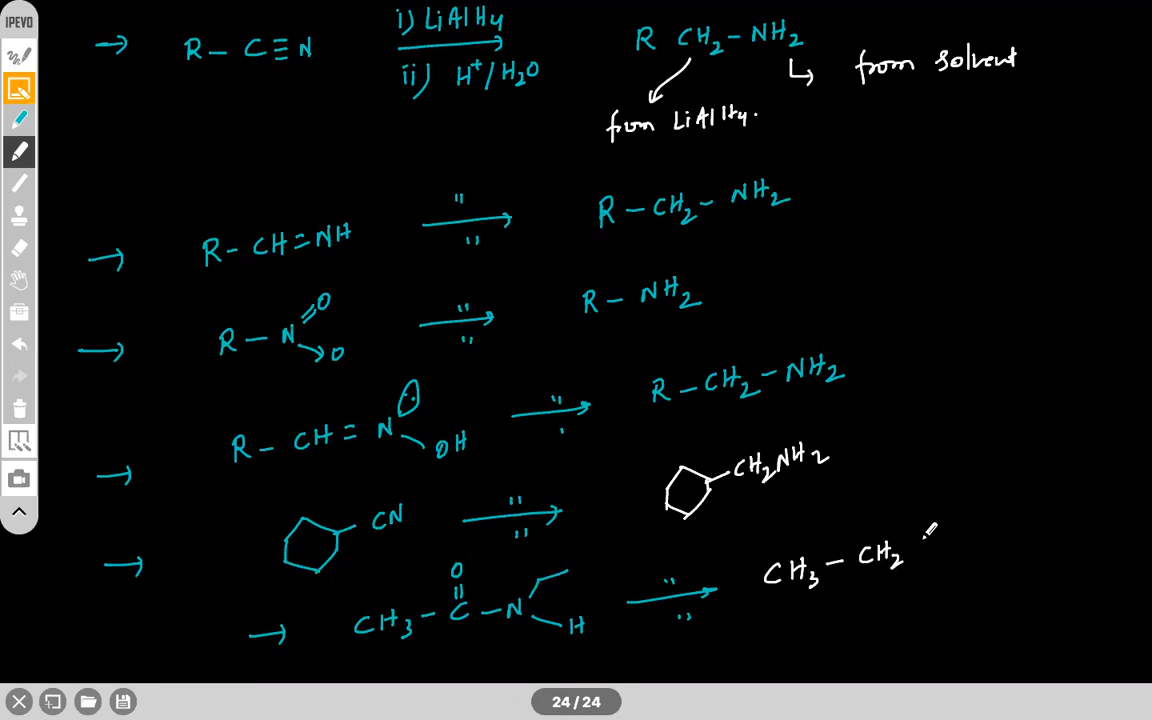 IPEVO
→ R - C ≡ N i) LiAlH4 ii) H+/H2O R CH2 - NH2
from solvent
from LiAlH4.
→ R - CH = NH " " R - CH2 - NH2
→ R - N = O → O " " R - NH2
→ R - CH = N : OH " " R - CH2 - NH2
→ CN " " CH2NH2
→ CH3 - C = O - N - H " " CH3 - CH2
24 / 24